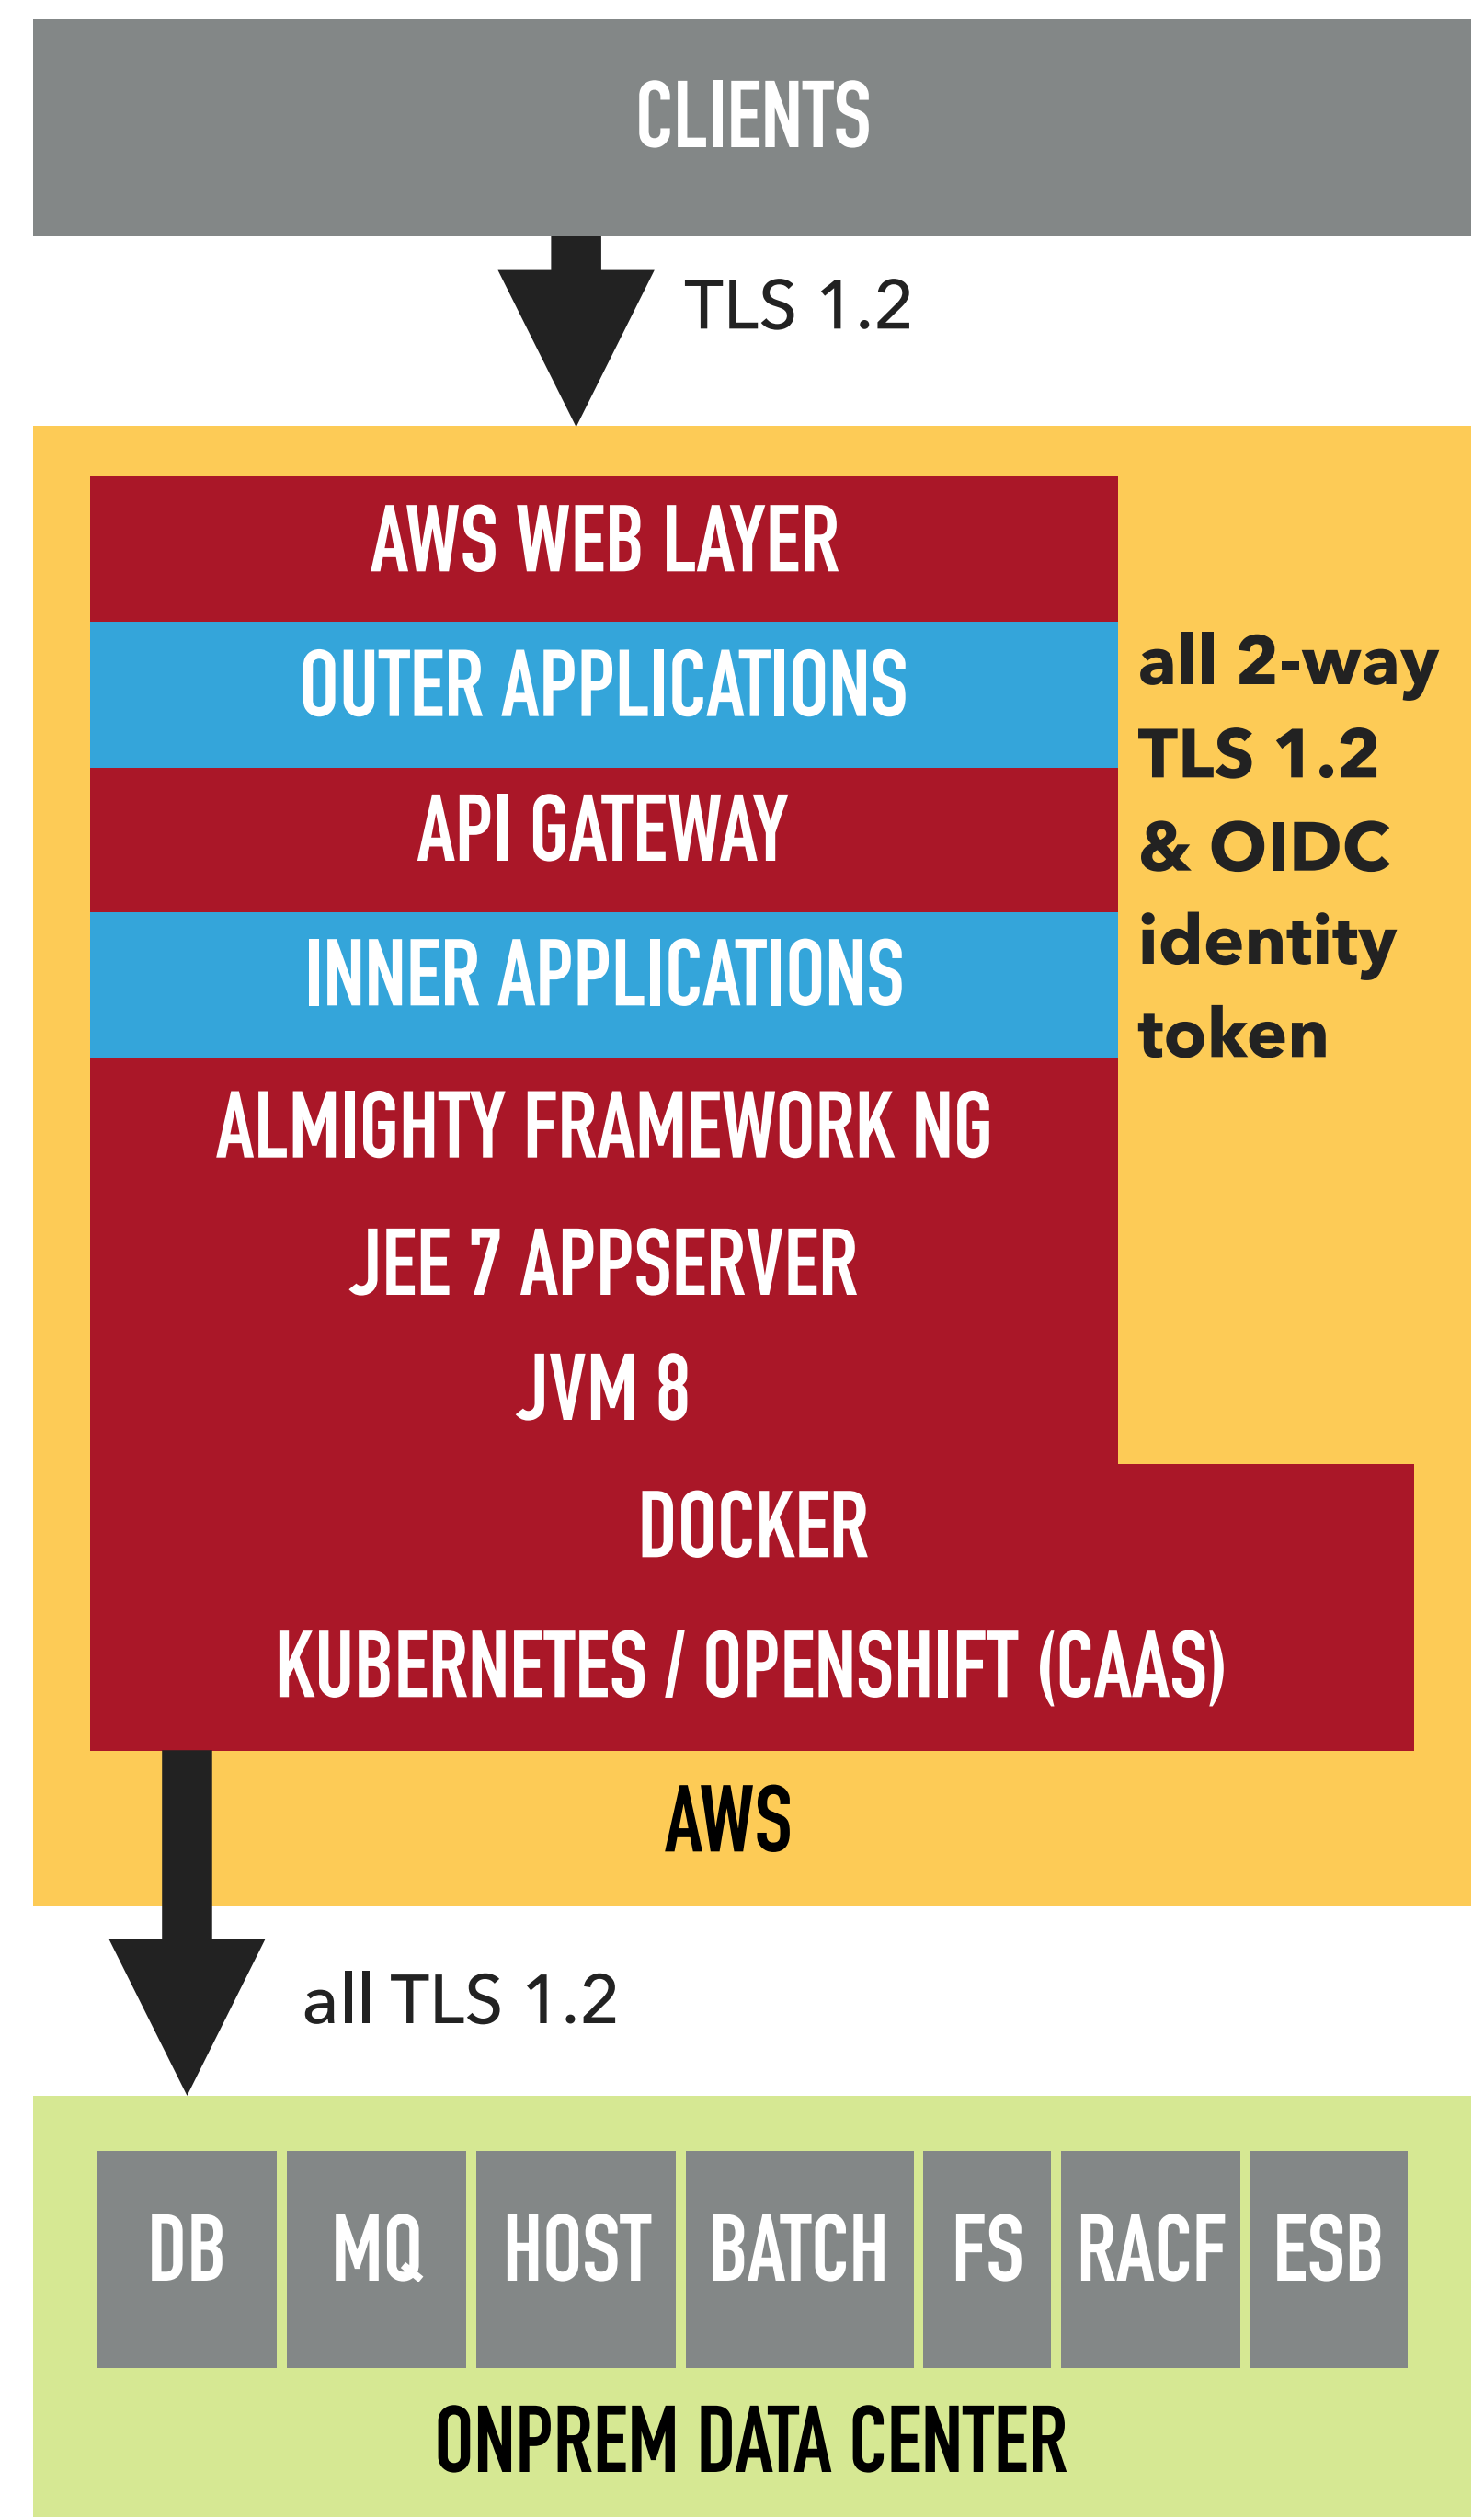 CLIENTS
TLS 1.2
AWS WEB LAYER
OUTER APPLICATIONS
API GATEWAY
INNER APPLICATIONS
all 2-way
TLS 1.2
& OIDC
identity
token
ALMIGHTY FRAMEWORK NG
JEE 7 APPSERVER
JVM 8
DOCKER
KUBERNETES / OPENSHIFT (CAAS)
AWS
all TLS 1.2
DB MQ HOST BATCH FS RACF ESB
ONPREM DATA CENTER